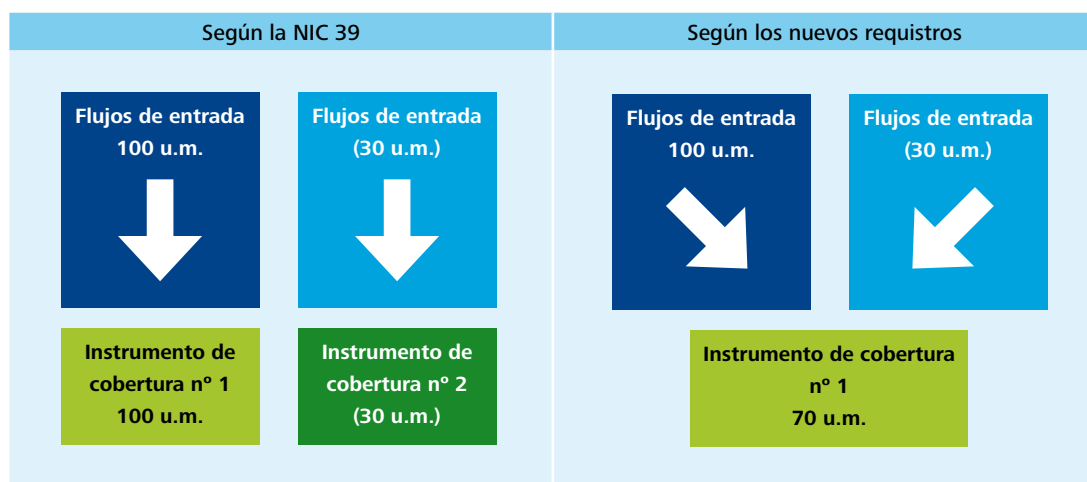 Según la NIC 39
Flujos de entrada
100 u.m.
Flujos de entrada
(30 u.m.)
Instrumento de
cobertura nº 1
100 u.m.
Instrumento de
cobertura nº 2
(30 u.m.)
Según los nuevos requistros
Flujos de entrada
100 u.m.
Flujos de entrada
(30 u.m.)
Instrumento de cobertura
nº 1
70 u.m.